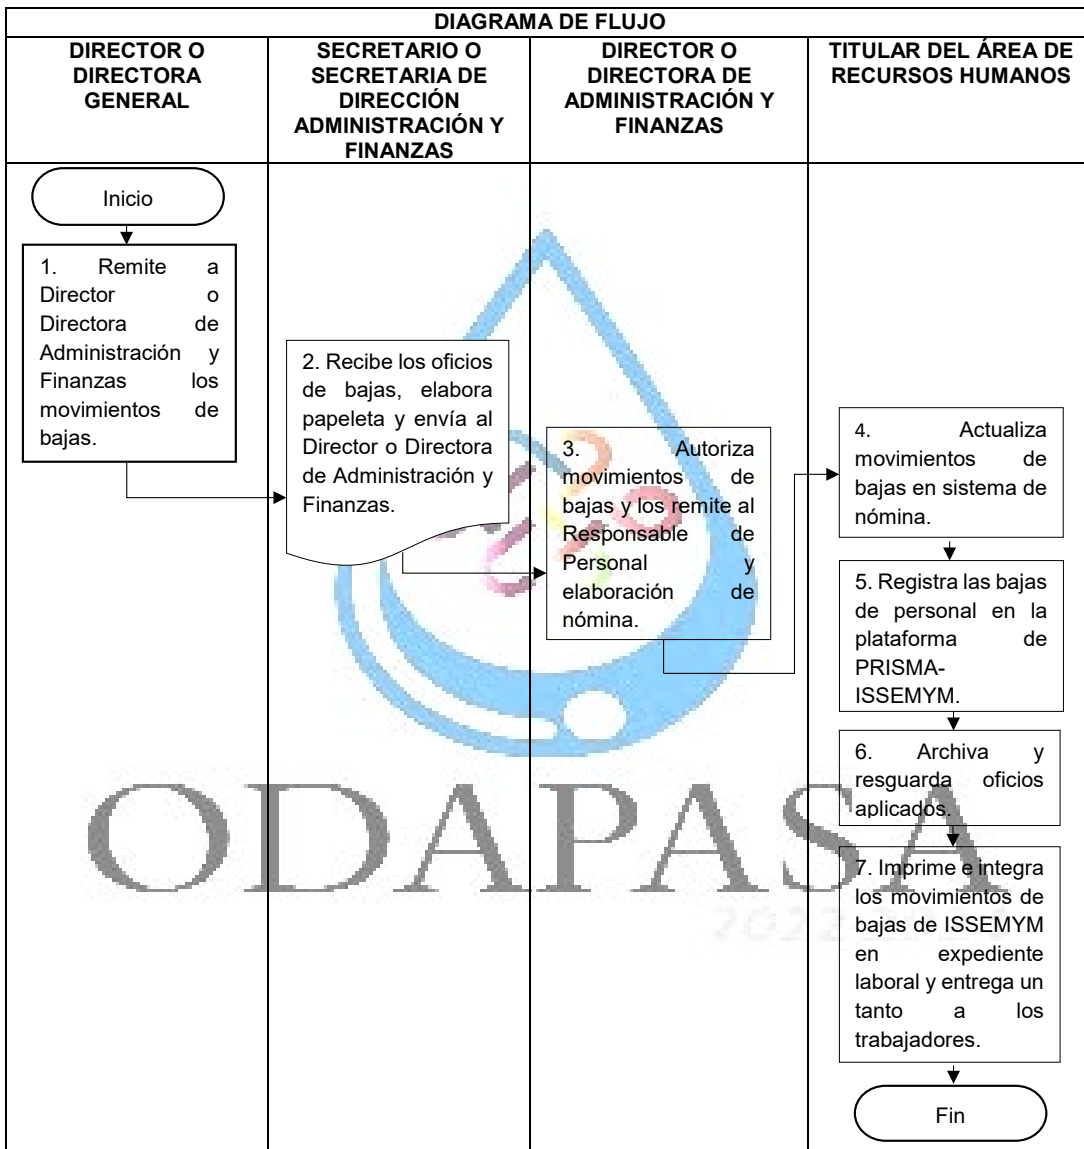 DIAGRAMA DE FLUJO
DIRECTOR O
DIRECTORA
GENERAL
SECRETARIO O
SECRETARIA DE
DIRECCIÓN
ADMINISTRACIÓN Y
FINANZAS
DIRECTOR O
DIRECTORA DE
ADMINISTRACIÓN Y
FINANZAS
TITULAR DEL ÁREA DE
RECURSOS HUMANOS
Inicio
1. Remite a
Director o
Directora de
Administración y
Finanzas los
movimientos de
bajas.
2. Recibe los oficios
de bajas, elabora
papeleta y envía al
Director o Directora
de Administración y
Finanzas.
3. Autoriza
movimientos de
bajas y los remite al
Responsable de
Personal y
elaboración de
nómina.
4. Actualiza
movimientos de
bajas en sistema de
nómina.
5. Registra las bajas
de personal en la
plataforma de
PRISMA-
ISSEMYM.
6. Archiva y
resguarda oficios
aplicados.
7. Imprime e integra
los movimientos de
bajas de ISSEMYM
en expediente
laboral y entrega un
tanto a los
trabajadores.
Fin
ODAPASA